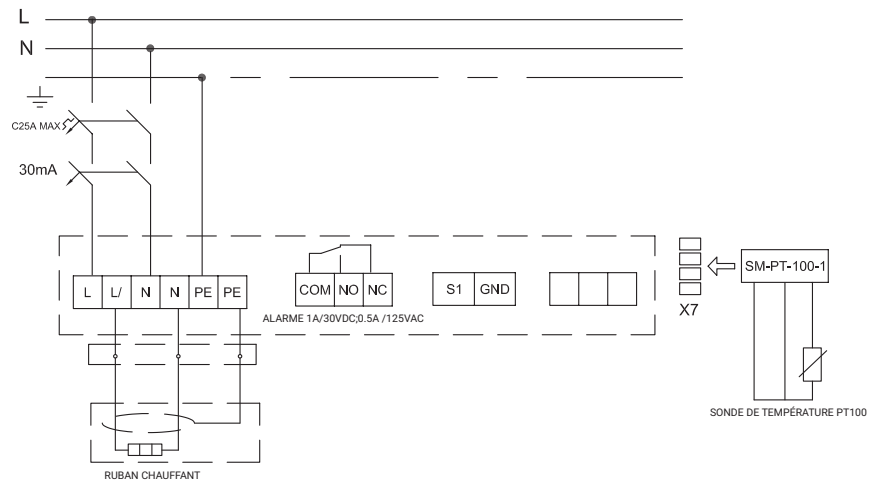 L
N
C25A MAX
30mA
L L/ N N PE PE
COM NO NC
S1 GND
ALARME 1A/30VDC;0.5A /125VAC
X7
SM-PT-100-1
SONDE DE TEMPÉRATURE PT100
RUBAN CHAUFFANT